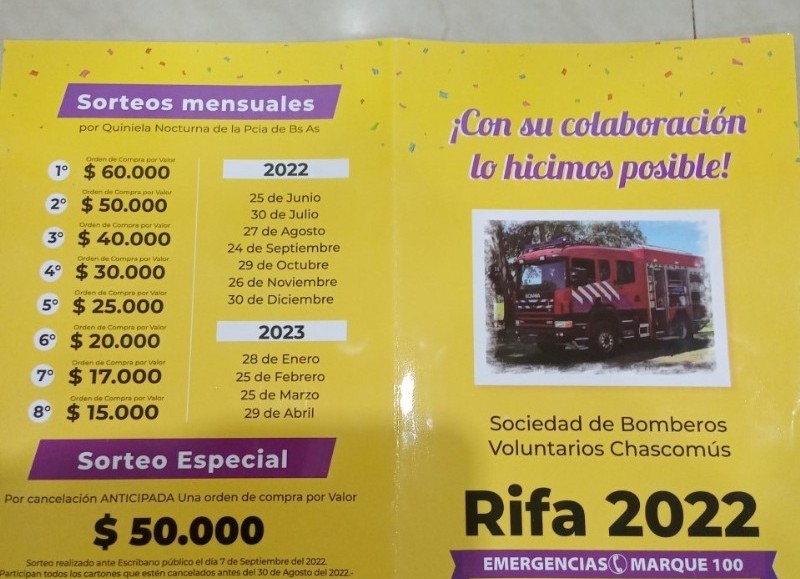 Sorteos mensuales
por Quiniela Nocturna de la Pcia de Bs As
Orden de Compra por Valor
1° $ 60.000
Orden de Compra por Valor
2° $ 50.000
Orden de Compra por Valor
3° $ 40.000
Orden de Compra por Valor
4° $ 30.000
Orden de Compra por Valor
5° $ 25.000
Orden de Compra por Valor
6° $ 20.000
Orden de Compra por Valor
7° $ 17.000
Orden de Compra por Valor
8° $ 15.000
2022
25 de Junio
30 de Julio
27 de Agosto
24 de Septiembre
29 de Octubre
26 de Noviembre
30 de Diciembre
2023
28 de Enero
25 de Febrero
25 de Marzo
29 de Abril
Sorteo Especial
Por cancelación ANTICIPADA Una orden de compra por Valor
$ 50.000
Sorteo realizado ante Escribano público el día 7 de Septiembre del 2022.
Participan todos los cartones que estén cancelados antes del 30 de Agosto del 2022.-
¡Con su colaboración
lo hicimos posible!
SCANIA
Sociedad de Bomberos
Voluntarios Chascomús
Rifa 2022
EMERGENCIAS MARQUE 100